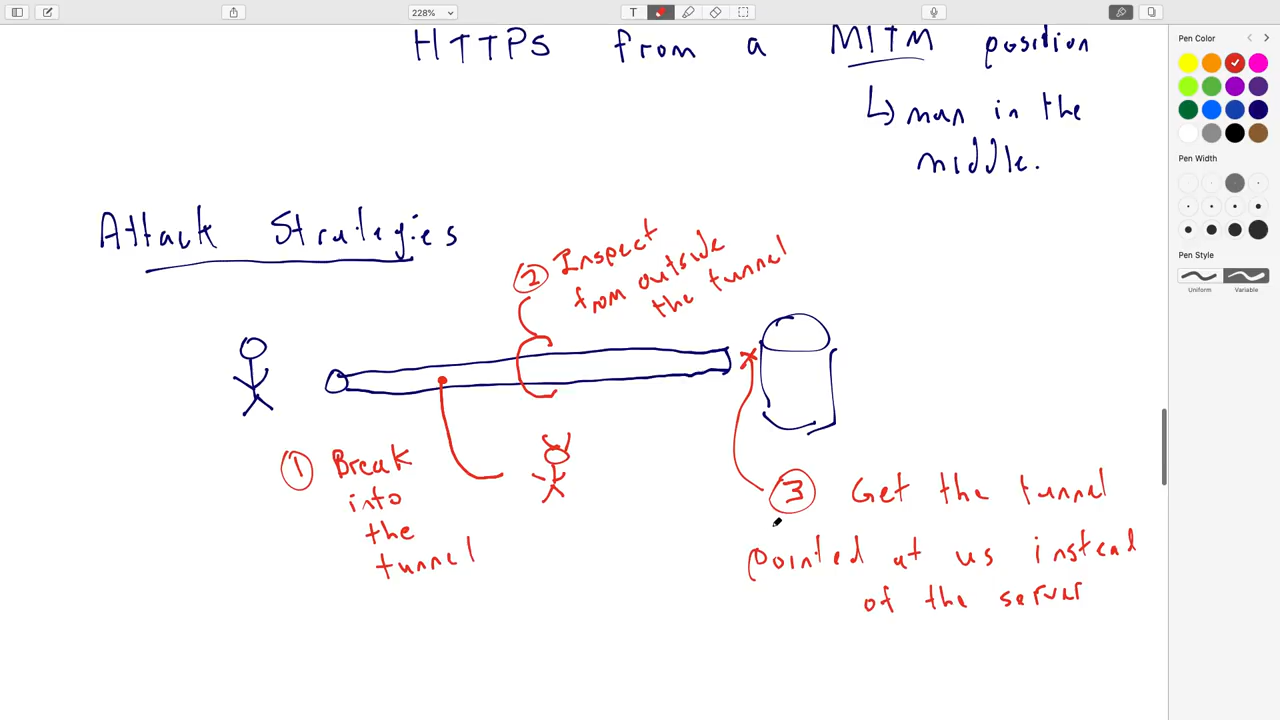 228%
T
HTTPS from a MITM position
↳ man in the
middle.
Attack Strategies
② Inspect
from outside
the tunnel
① Break
into
the
tunnel
③ Get the tunnel
pointed at us instead
of the server
Pen Color
Pen Width
Pen Style
Uniform
Variable